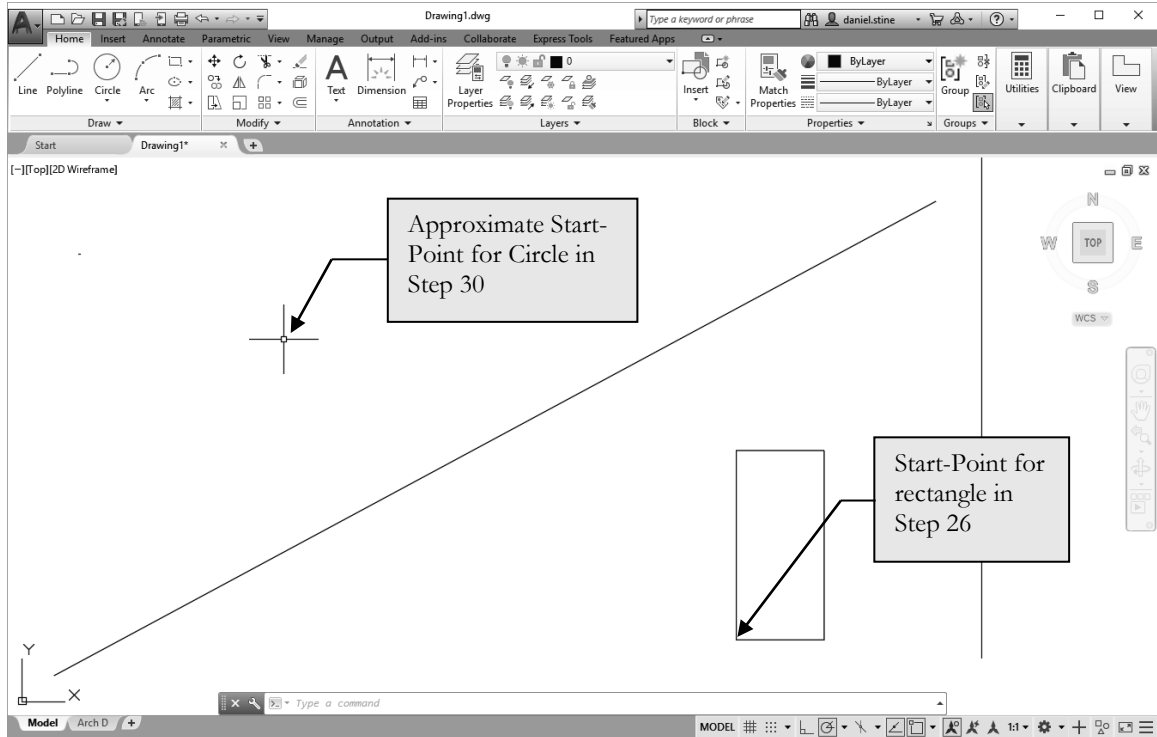 A
Drawing1.dwg
Type a keyword or phrase
daniel.stine
Home Insert Annotate Parametric View Manage Output Add-ins Collaborate Express Tools Featured Apps
0
ByLayer
ByLayer
ByLayer
Line Polyline Circle Arc
A
Text Dimension
Layer
Properties
Insert
Match
Properties
Group
Utilities
Clipboard
View
Draw
Modify
Annotation
Layers
Block
Properties
Groups
Start
Drawing1*
[−][Top][2D Wireframe]
N
W
TOP
E
S
WCS
Approximate Start-
Point for Circle in
Step 30
Start-Point for
rectangle in
Step 26
Y
X
Type a command
Model
Arch D
MODEL
1:1